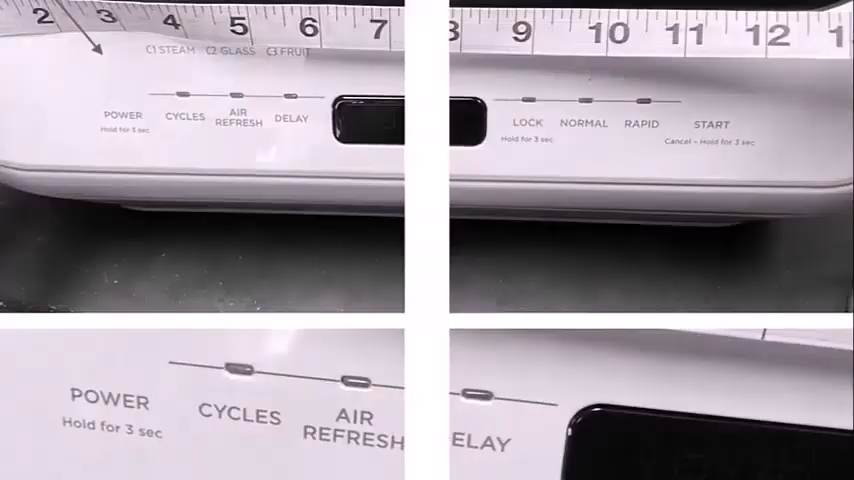 2 3 4 5 6 7
C1 STEAM C2 GLASS C3 FRUIT
POWER
Hold for 3 sec
CYCLES
AIR
REFRESH
DELAY
8 9 10 11 12
LOCK
Hold for 3 sec
NORMAL
RAPID
START
Cancel - Hold for 3 sec
POWER
Hold for 3 sec
CYCLES
AIR
REFRESH
ELAY